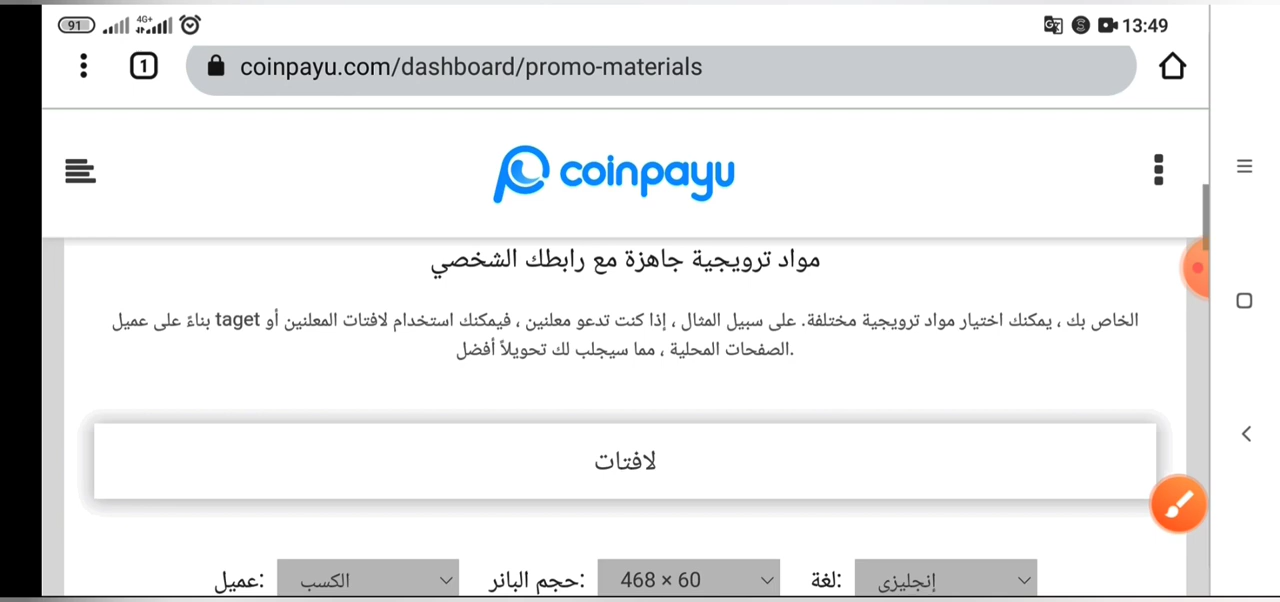 91 4G+ 13:49
1 coinpayu.com/dashboard/promo-materials
coinpayu
مواد ترويجية جاهزة مع رابطك الشخصي
الخاص بك ، يمكنك اختيار مواد ترويجية مختلفة. على سبيل المثال ، إذا كنت تدعو معلنين ، فيمكنك استخدام لافتات المعلنين أو taget بناءً على عميل
.الصفحات المحلية ، مما سيجلب لك تحويلاً أفضل
لافتات
:لغة إنجليزى :حجم البانر 468 × 60 :عميل الكسب